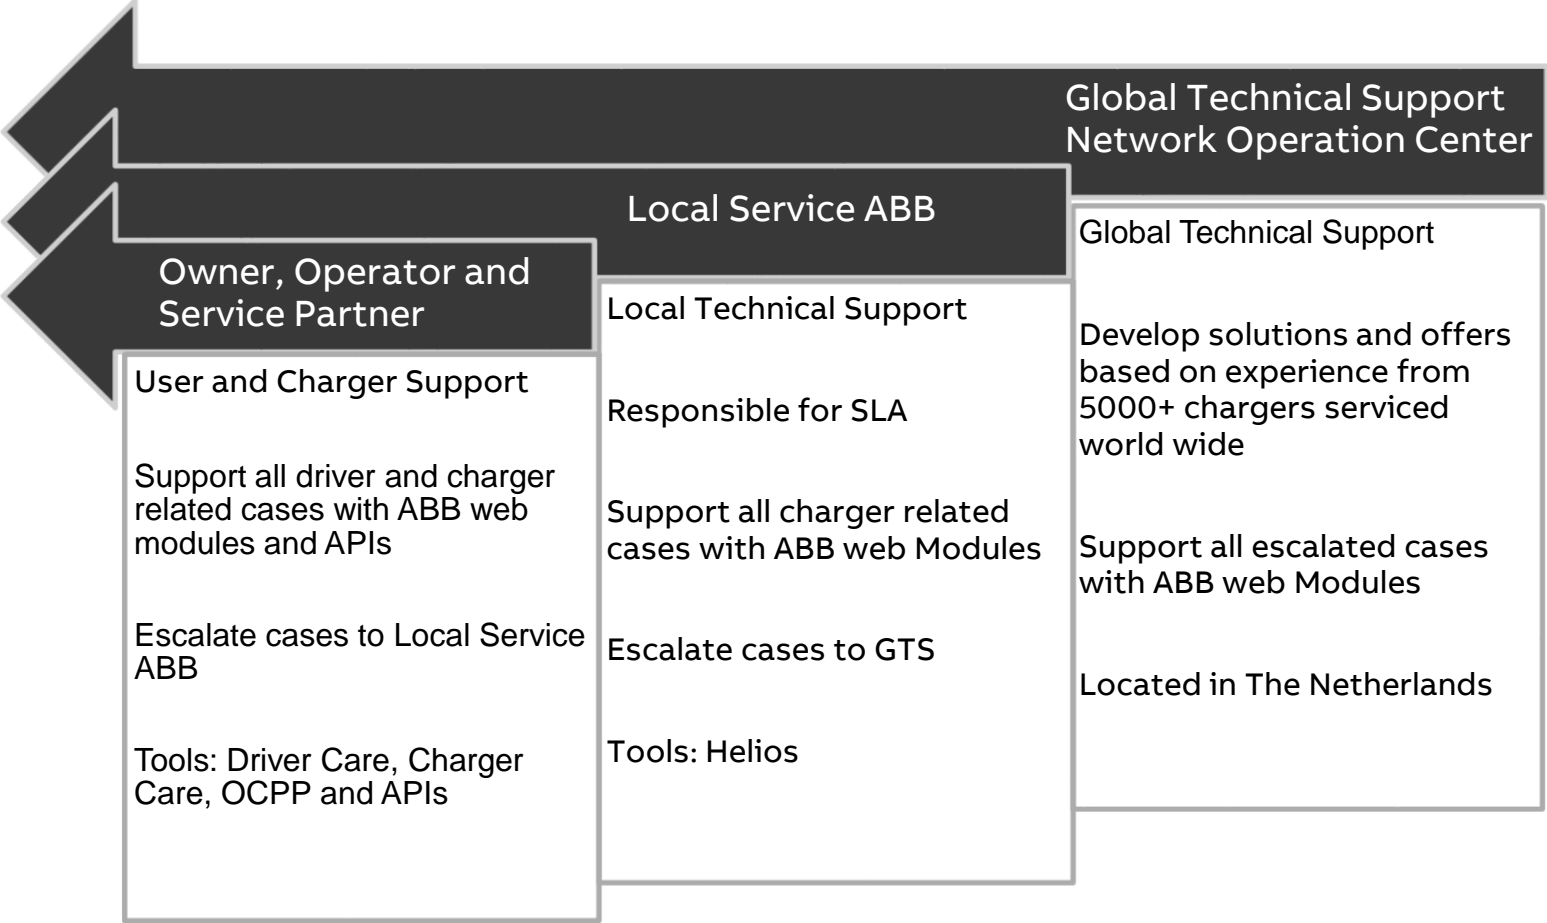 Global Technical Support
Network Operation Center
Local Service ABB
Owner, Operator and
Service Partner
User and Charger Support
Support all driver and charger
related cases with ABB web
modules and APIs
Escalate cases to Local Service
ABB
Tools: Driver Care, Charger
Care, OCPP and APIs
Local Technical Support
Responsible for SLA
Support all charger related
cases with ABB web Modules
Escalate cases to GTS
Tools: Helios
Global Technical Support
Develop solutions and offers
based on experience from
5000+ chargers serviced
world wide
Support all escalated cases
with ABB web Modules
Located in The Netherlands